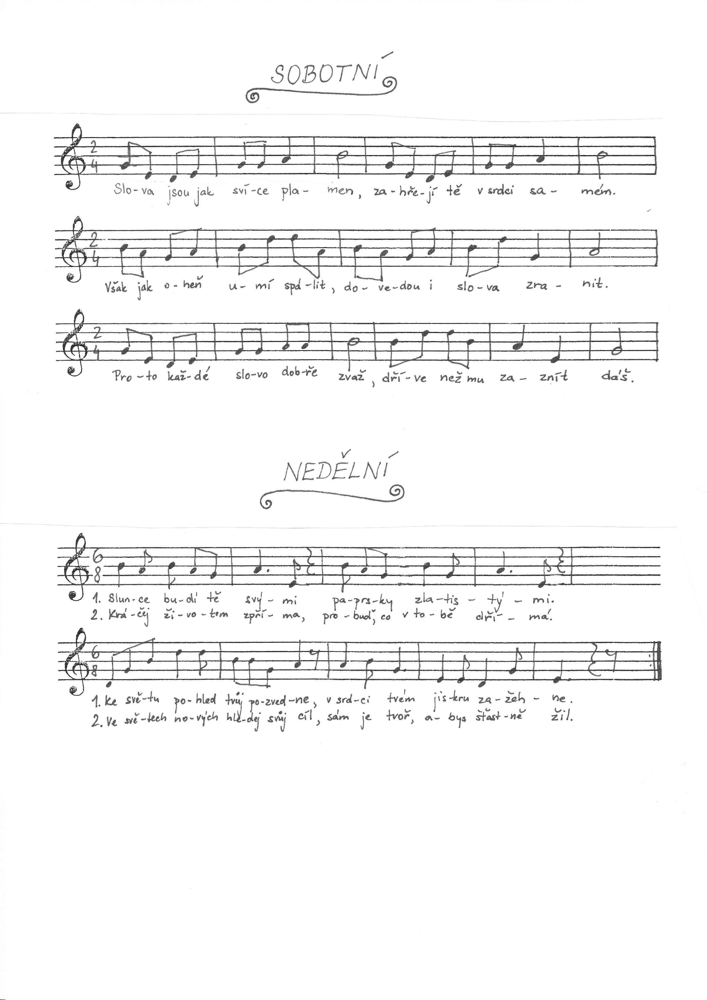 SOBOTNÍ
2
4
Slo-va jsou jak sví-ce pla- men, za-hře-jí tě v srdci sa- mém.
2
4
Však jak o-heň u-mí spá-lit, do-ve-dou i slo-va zra- nit.
2
4
Pro-to kaž-dé slo-vo dob-ře zvaž, dří-ve než mu za- znít dáš.
NEDĚLNÍ
6
8
1. Slun-ce bu-dí tě svý-mi pa-prs-ky zla-tis-tý-mi.
2. Krá-čej ži-vo-tem zpří-ma, pro-buď, co v to-bě dří-má.
6
8
1. Ke svě-tu po-hled tvůj po-zved-ne, v srd-ci tvém jis-kru za-žeh-ne.
2. Ve svě-tech no-vých hle-dej svůj cíl, sám je tvoř, a-bys šťast-ně žil.